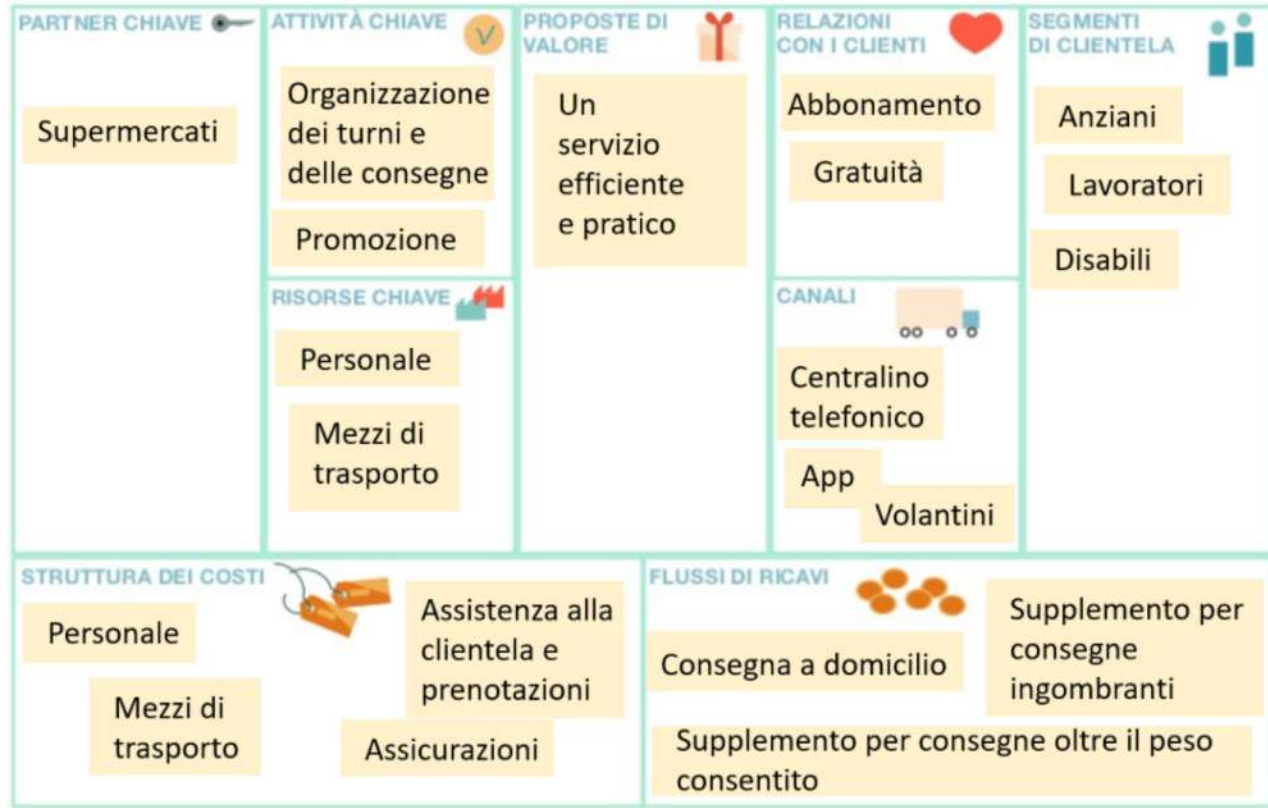 PARTNER CHIAVE
Supermercati
ATTIVITÀ CHIAVE
Organizzazione
dei turni e
delle consegne
Promozione
RISORSE CHIAVE
Personale
Mezzi di
trasporto
PROPOSTE DI
VALORE
Un
servizio
efficiente
e pratico
RELAZIONI
CON I CLIENTI
Abbonamento
Gratuità
CANALI
Centralino
telefonico
App
Volantini
SEGMENTI
DI CLIENTELA
Anziani
Lavoratori
Disabili
STRUTTURA DEI COSTI
Personale
Mezzi di
trasporto
Assistenza alla
clientela e
prenotazioni
Assicurazioni
FLUSSI DI RICAVI
Consegna a domicilio
Supplemento per
consegne
ingombranti
Supplemento per consegne oltre il peso
consentito